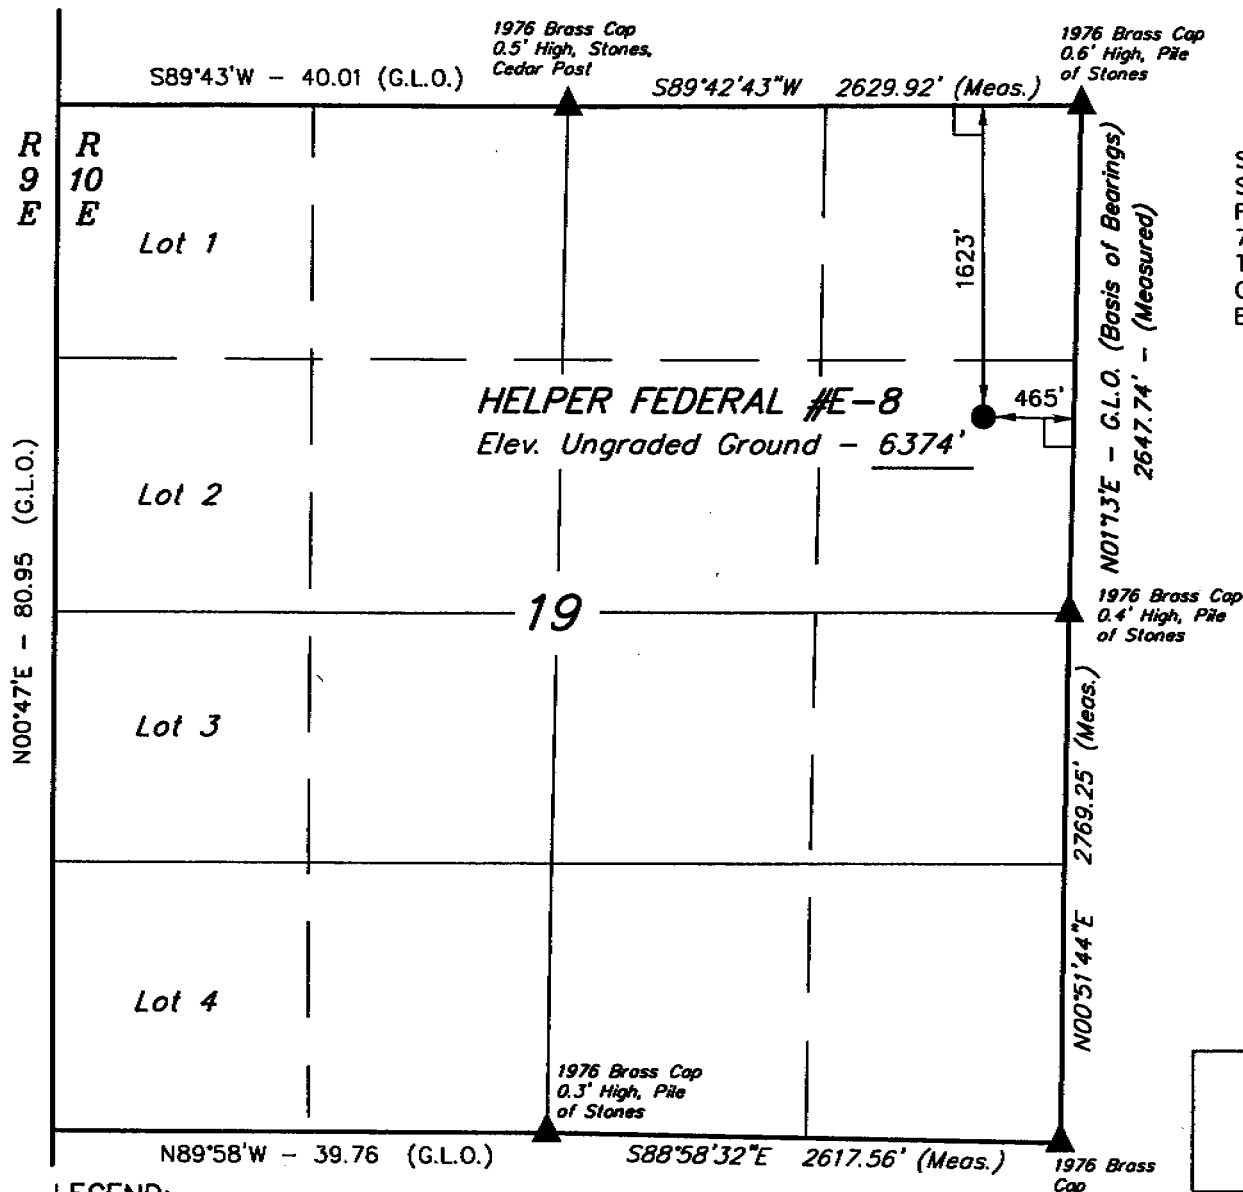 1976 Brass Cap
0.5' High, Stones,
Cedar Post
1976 Brass Cap
0.6' High, Pile
of Stones
S89°43'W - 40.01 (G.L.O.)
S89°42'43"W 2629.92' (Meas.)
R R
9 10
E E
Lot 1
1623'
N01°13'E - G.L.O. (Basis of Bearings)
2647.74' - (Measured)
HELPER FEDERAL #E-8
Elev. Ungraded Ground - 6374'
465'
Lot 2
N00°47'E - 80.95 (G.L.O.)
19
1976 Brass Cap
0.4' High, Pile
of Stones
Lot 3
N00°51'44"E 2769.25' (Meas.)
Lot 4
1976 Brass Cap
0.3' High, Pile
of Stones
N89°58'W - 39.76 (G.L.O.)
S88°58'32"E 2617.56' (Meas.)
1976 Brass
Cap
LEGEND: